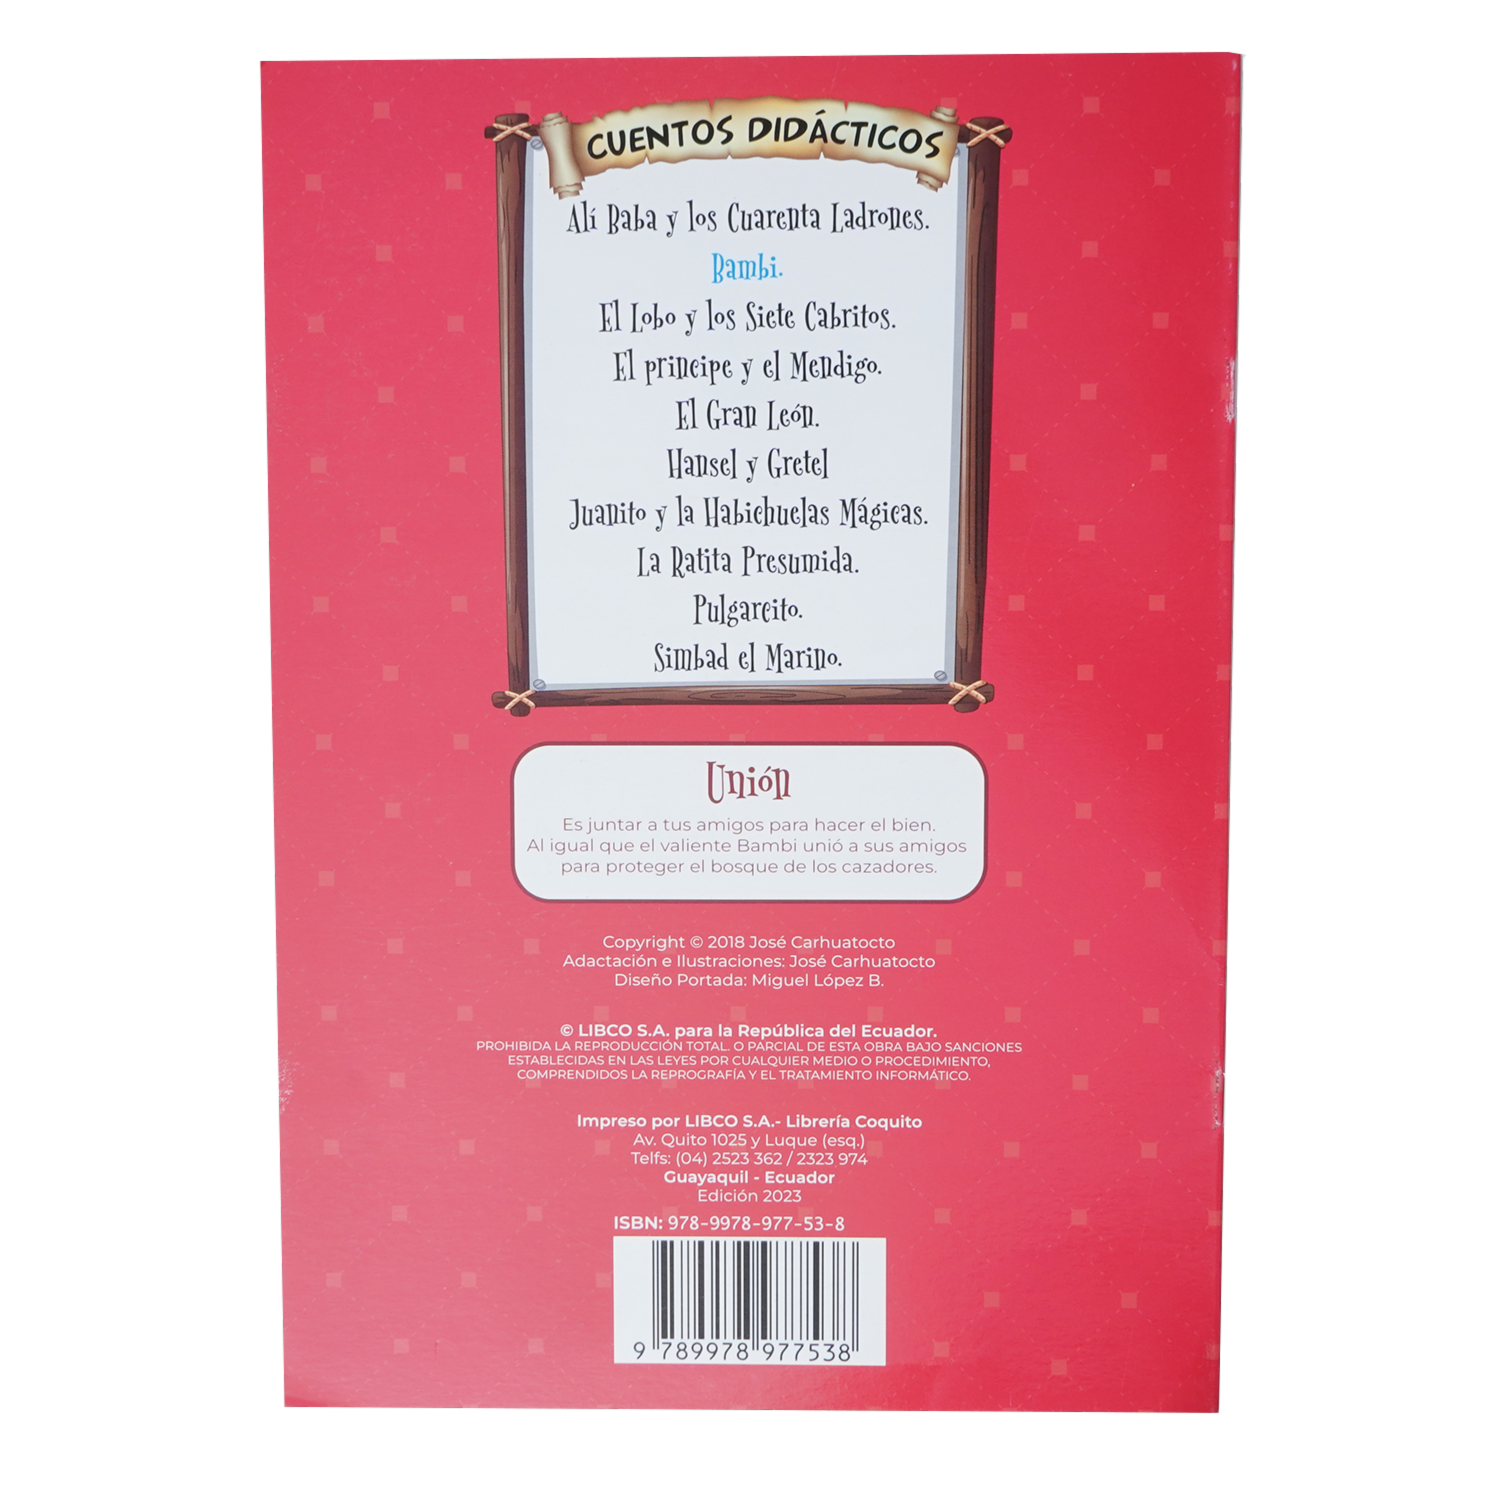 CUENTOS DIDÁCTICOS
Alí Baba y los Cuarenta Ladrones.
Bambi.
El Lobo y los Siete Cabritos.
El principe y el Mendigo.
El Gran León.
Hansel y Gretel
Juanito y la Habichuelas Mágicas.
La Ratita Presumida.
Pulgarcito.
Simbad el Marino.
Unión
Es juntar a tus amigos para hacer el bien.
Al igual que el valiente Bambi unió a sus amigos
para proteger el bosque de los cazadores.
Copyright © 2018 José Carhuatocto
Adactación e Ilustraciones: José Carhuatocto
Diseño Portada: Miguel López B.
© LIBCO S.A. para la República del Ecuador.
PROHIBIDA LA REPRODUCCIÓN TOTAL. O PARCIAL DE ESTA OBRA BAJO SANCIONES
ESTABLECIDAS EN LAS LEYES POR CUALQUIER MEDIO O PROCEDIMIENTO,
COMPRENDIDOS LA REPROGRAFÍA Y EL TRATAMIENTO INFORMÁTICO.
Impreso por LIBCO S.A.- Librería Coquito
Av. Quito 1025 y Luque (esq.)
Telfs: (04) 2523 362 / 2323 974
Guayaquil - Ecuador
Edición 2023
ISBN: 978-9978-977-53-8
9 789978 977538